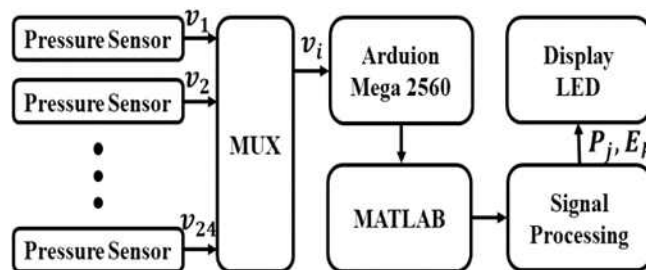 Pressure Sensor
v₁
Pressure Sensor
v₂
Pressure Sensor
v₂₄
MUX
vᵢ
Arduion
Mega 2560
MATLAB
Signal
Processing
Pⱼ, E
Display
LED